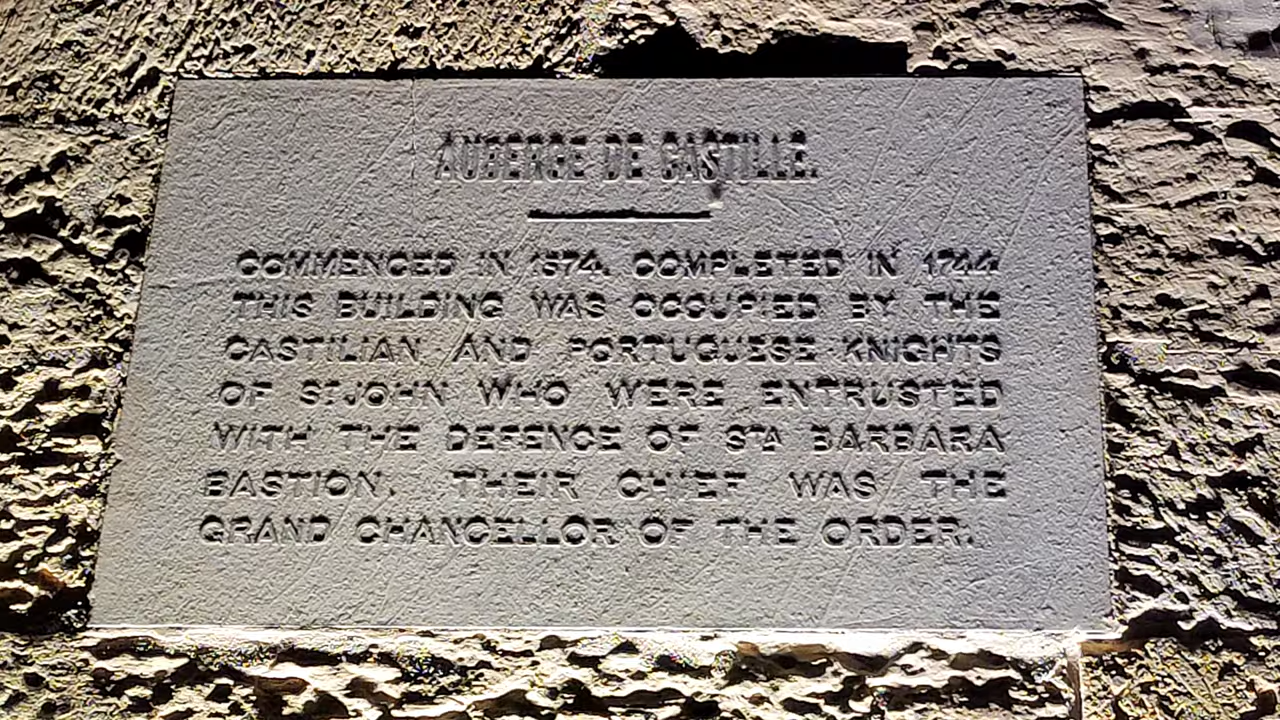 AUBERGE DE CASTILLE.
COMMENCED IN 1574. COMPLETED IN 1744
THIS BUILDING WAS OCCUPIED BY THE
CASTILIAN AND PORTUGUESE KNIGHTS
OF ST JOHN WHO WERE ENTRUSTED
WITH THE DEFENCE OF STA BARBARA
BASTION. THEIR CHIEF WAS THE
GRAND CHANCELLOR OF THE ORDER.